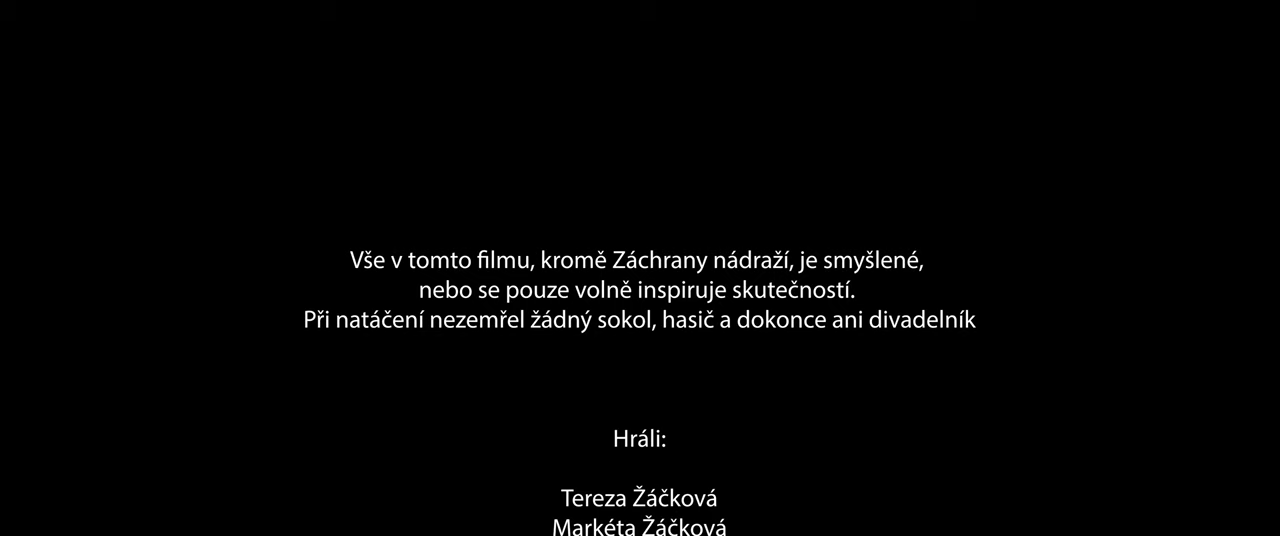 Vše v tomto filmu, kromě Záchrany nádraží, je smyšlené,
nebo se pouze volně inspiruje skutečností.
Při natáčení nezemřel žádný sokol, hasič a dokonce ani divadelník
Hráli:
Tereza Žáčková
Markéta Žáčková